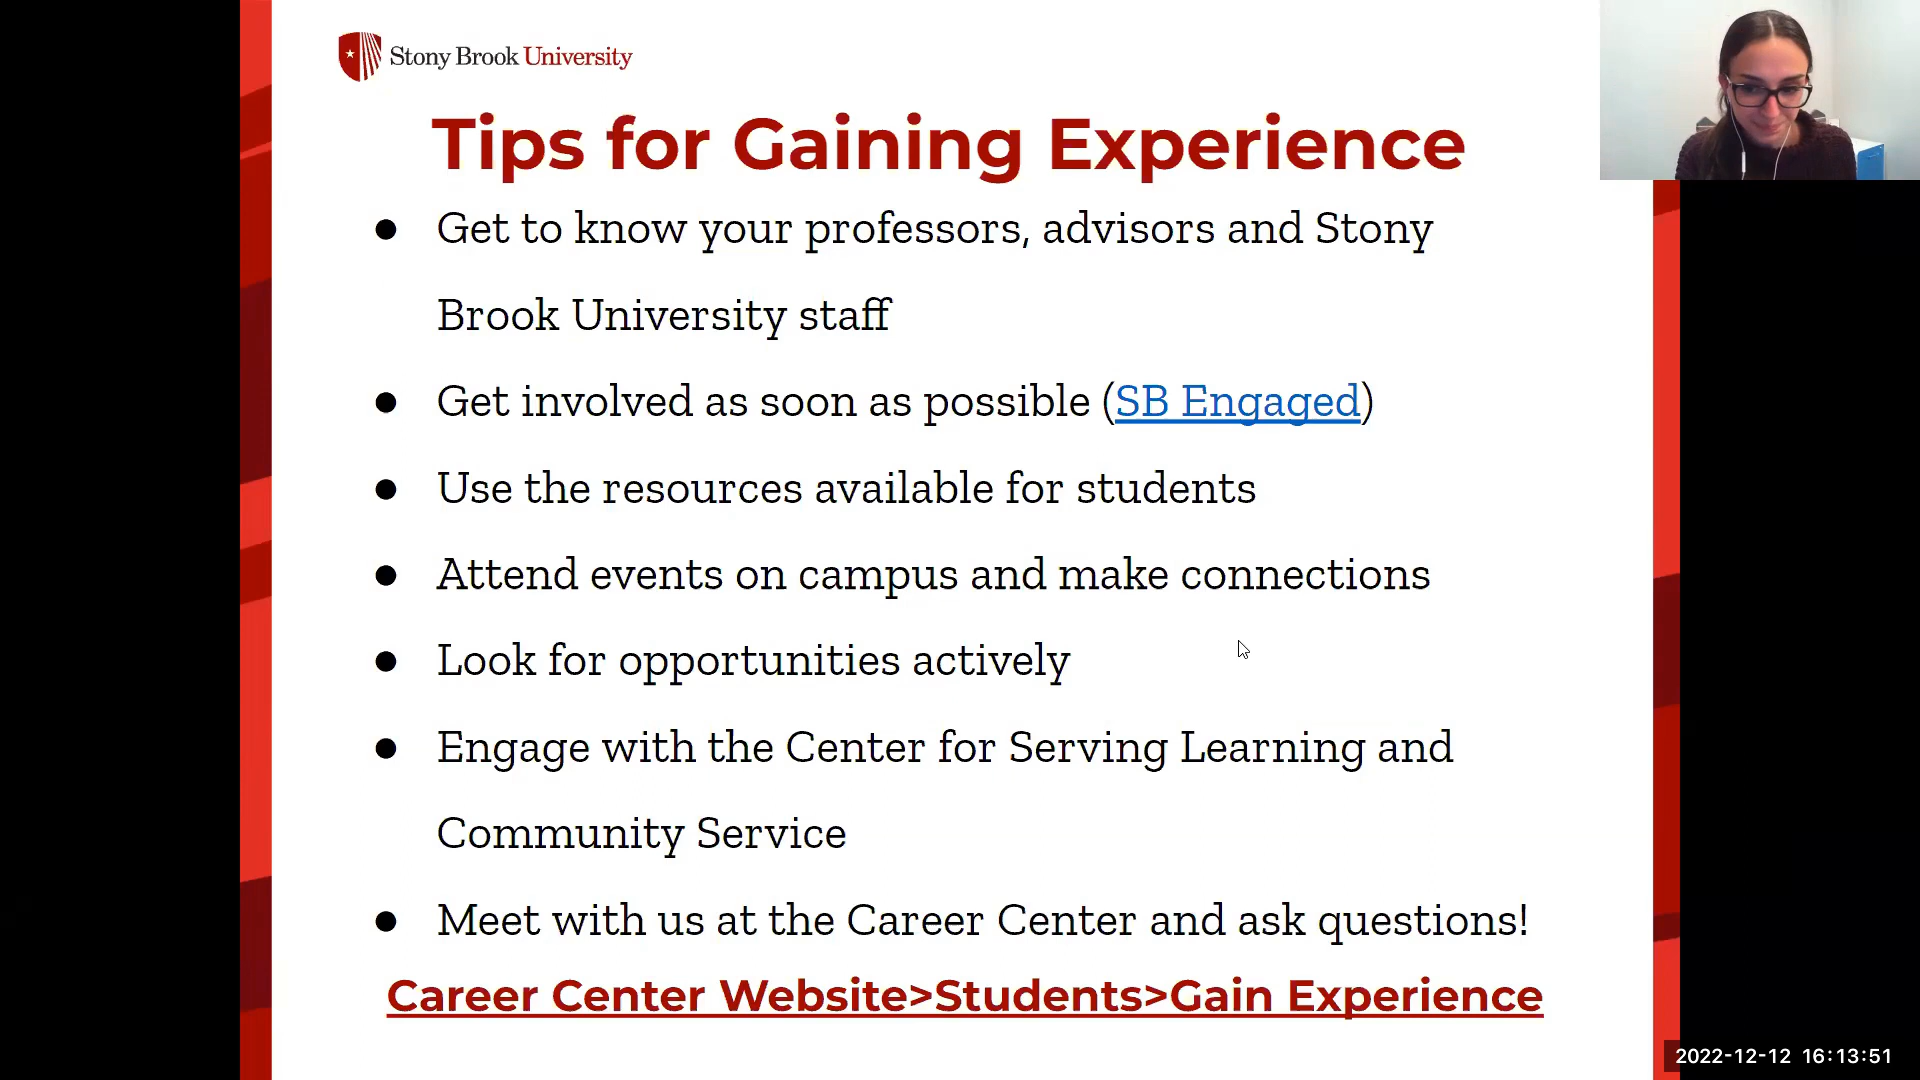 Stony Brook University
Tips for Gaining Experience
● Get to know your professors, advisors and Stony
Brook University staff
● Get involved as soon as possible (SB Engaged)
● Use the resources available for students
● Attend events on campus and make connections
● Look for opportunities actively
● Engage with the Center for Serving Learning and
Community Service
● Meet with us at the Career Center and ask questions!
Career Center Website>Students>Gain Experience
2022-12-12 16:13:51